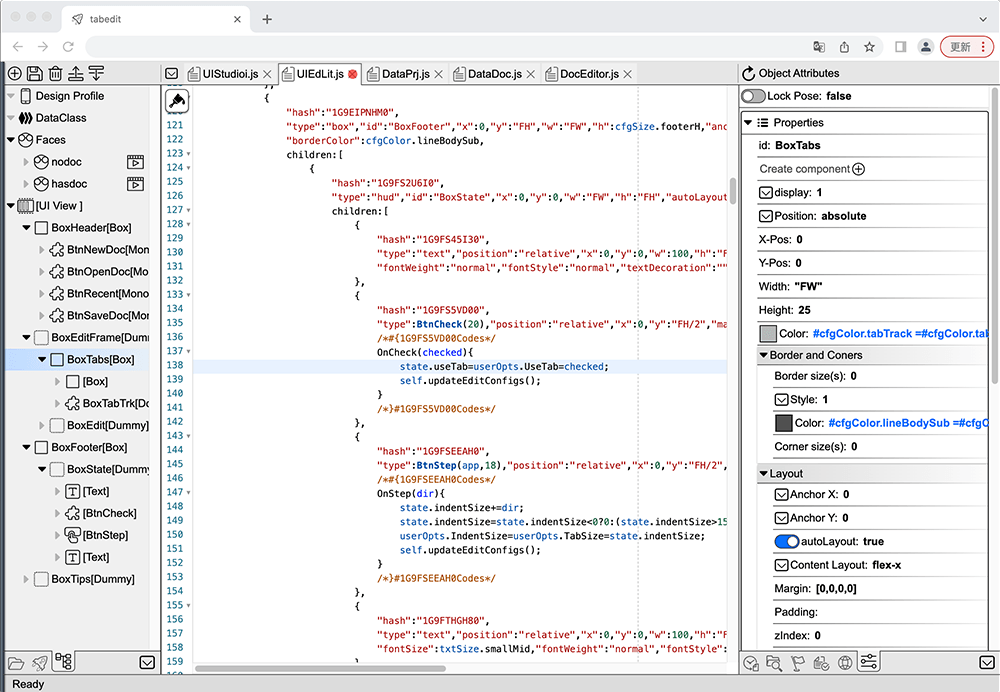 tabedit
更新
UIStudioi.js
UIEdLit.js
DataPrj.js
DataDoc.js
DocEditor.js
Object Attributes
Design Profile
DataClass
Faces
nodoc
hasdoc
[UI View ]
BoxHeader[Box]
BtnNewDoc[Mon
BtnOpenDoc[Mo
BtnRecent[Mono
BtnSaveDoc[Mor
BoxEditFrame[Dumm
BoxTabs[Box]
[Box]
BoxTabTrk[Do
BoxEdit[Dummy]
BoxFooter[Box]
BoxState[Dummy
[Text]
[BtnCheck]
[BtnStep]
[Text]
BoxTips[Dummy]
Ready
},
{
"hash":"1G9EIPNHM0",
121 "type":"box","id":"BoxFooter","x":0,"y":"FH","w":"FW","h":cfgSize.footerH,"anc
122 "borderColor":cfgColor.lineBodySub,
123 children:[
124 {
125 "hash":"1G9FS2U6I0",
126 "type":"hud","id":"BoxState","x":0,"y":0,"w":"FW","h":"FH","autoLayout
127 children:[
128 {
129 "hash":"1G9FS45I30",
130 "type":"text","position":"relative","x":0,"y":0,"w":100,"h":"F
131 "fontWeight":"normal","fontStyle":"normal","textDecoration":""
132 },
133 {
134 "hash":"1G9FS5VD00",
135 "type":BtnCheck(20),"position":"relative","x":0,"y":"FH/2","ma
136 /*#{1G9FS5VD00Codes*/
137 OnCheck(checked){
138 state.useTab=userOpts.UseTab=checked;
139 self.updateEditConfigs();
140 }
141 /*}#1G9FS5VD00Codes*/
142 },
143 {
144 "hash":"1G9FSEEAH0",
145 "type":BtnStep(app,18),"position":"relative","x":0,"y":"FH/2",
146 /*#{1G9FSEEAH0Codes*/
147 OnStep(dir){
148 state.indentSize+=dir;
149 state.indentSize=state.indentSize<0?0:(state.indentSize>15
150 userOpts.IndentSize=userOpts.TabSize=state.indentSize;
151 self.updateEditConfigs();
152 }
153 /*}#1G9FSEEAH0Codes*/
154 },
155 {
156 "hash":"1G9FTHGH80",
157 "type":"text","position":"relative","x":0,"y":0,"w":100,"h":"F
158 "fontSize":txtSize.smallMid,"fontWeight":"normal","fontStyle":
159 }
Lock Pose: false
Properties
id: BoxTabs
Create component
display: 1
Position: absolute
X-Pos: 0
Y-Pos: 0
Width: "FW"
Height: 25
Color: #cfgColor.tabTrack =#cfgColor.tal
Border and Coners
Border size(s): 0
Style: 1
Color: #cfgColor.lineBodySub =#cfgC
Corner size(s): 0
Layout
Anchor X: 0
Anchor Y: 0
autoLayout: true
Content Layout: flex-x
Margin: [0,0,0,0]
Padding:
zIndex: 0